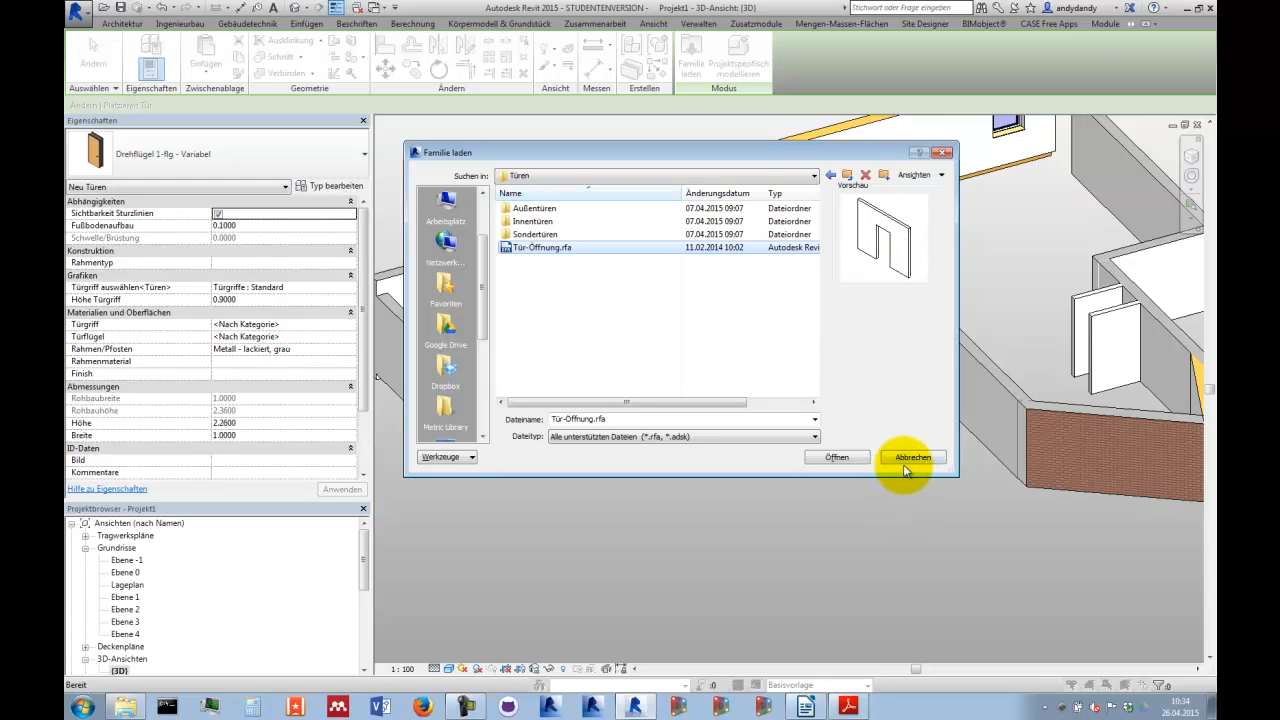 Autodesk Revit 2015 - STUDENTENVERSION - Projekt1 - 3D-Ansicht: {3D}
Stichwort oder Frage eingeben
andydandy
Architektur Ingenieurbau Gebäudetechnik Einfügen Beschriften Berechnung Körpermodell & Grundstück Zusammenarbeit Ansicht Verwalten Zusatzmodule Mengen-Massen-Flächen Site Designer BIMobject® CASE Free Apps Module
Ändern
Einfügen
Ausklinkung
Schnitt
Verbinden
Familie laden
Projektspezifisch modellieren
Auswählen Eigenschaften Zwischenablage Geometrie Ändern Ansicht Messen Erstellen Modus
Ändern | Platzieren Tür
Eigenschaften
Drehflügel 1-flg - Variabel
Neu Türen
Typ bearbeiten
Abhängigkeiten
Sichtbarkeit Sturzlinien
Fußbodenaufbau 0.1000
Schwelle/Brüstung 0.0000
Konstruktion
Rahmentyp
Grafiken
Türgriff auswählen<Türen> Türgriffe : Standard
Höhe Türgriff 0.9000
Materialien und Oberflächen
Türgriff <Nach Kategorie>
Türflügel <Nach Kategorie>
Rahmen/Pfosten Metall - lackiert, grau
Rahmenmaterial
Finish
Abmessungen
Rohbaubreite 1.0000
Rohbauhöhe 2.3600
Höhe 2.2600
Breite 1.0000
ID-Daten
Bild
Kommentare
Hilfe zu Eigenschaften
Anwenden
Projektbrowser - Projekt1
Ansichten (nach Namen)
Tragwerkspläne
Grundrisse
Ebene -1
Ebene 0
Lageplan
Ebene 1
Ebene 2
Ebene 3
Ebene 4
Deckenpläne
3D-Ansichten
{3D}
Familie laden
Suchen in: Türen
Ansichten
Vorschau
Name Änderungsdatum Typ
Außentüren 07.04.2015 09:07 Dateiordner
Innentüren 07.04.2015 09:07 Dateiordner
Sondertüren 07.04.2015 09:07 Dateiordner
Tür-Öffnung.rfa 11.02.2014 10:02 Autodesk Revi
Arbeitsplatz
Netzwerk...
Favoriten
Google Drive
Dropbox
Metric Library
Dateiname: Tür-Öffnung.rfa
Dateityp: Alle unterstützten Dateien (*.rfa, *.adsk)
Werkzeuge
Öffnen
Abbrechen
1 : 100
Bereit
:0
Basisvorlage
:0
10:34
26.04.2015